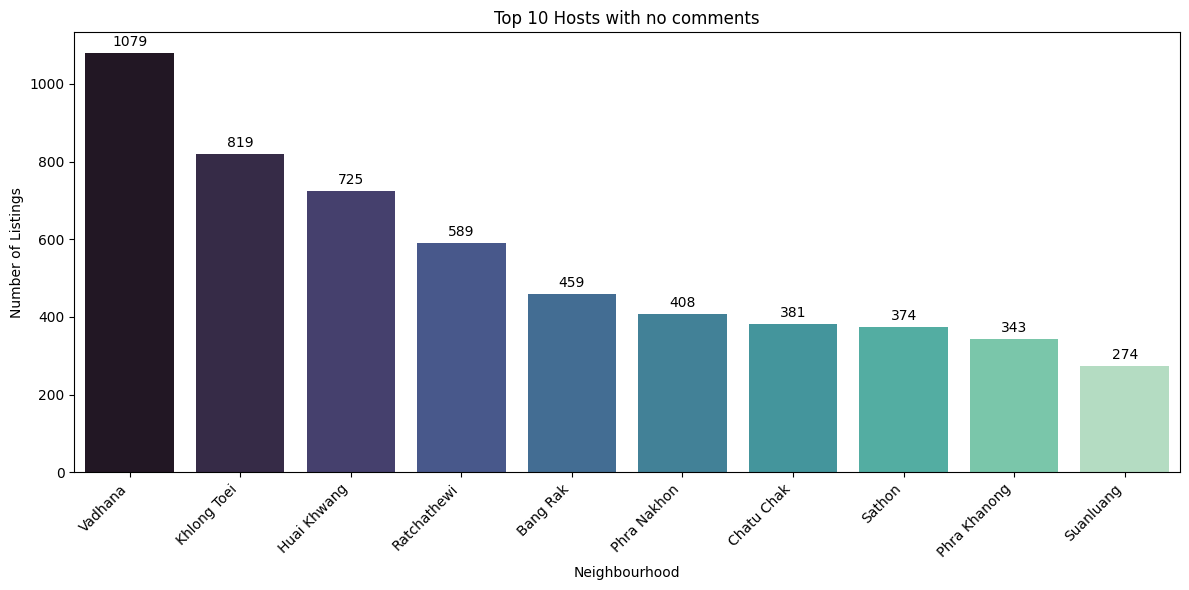 Top 10 Hosts with no comments
Number of Listings
1000
800
600
400
200
0
1079
819
725
589
459
408
381
374
343
274
Vadhana
Khlong Toei
Huai Khwang
Ratchathewi
Bang Rak
Phra Nakhon
Chatu Chak
Sathon
Phra Khanong
Suanluang
Neighbourhood